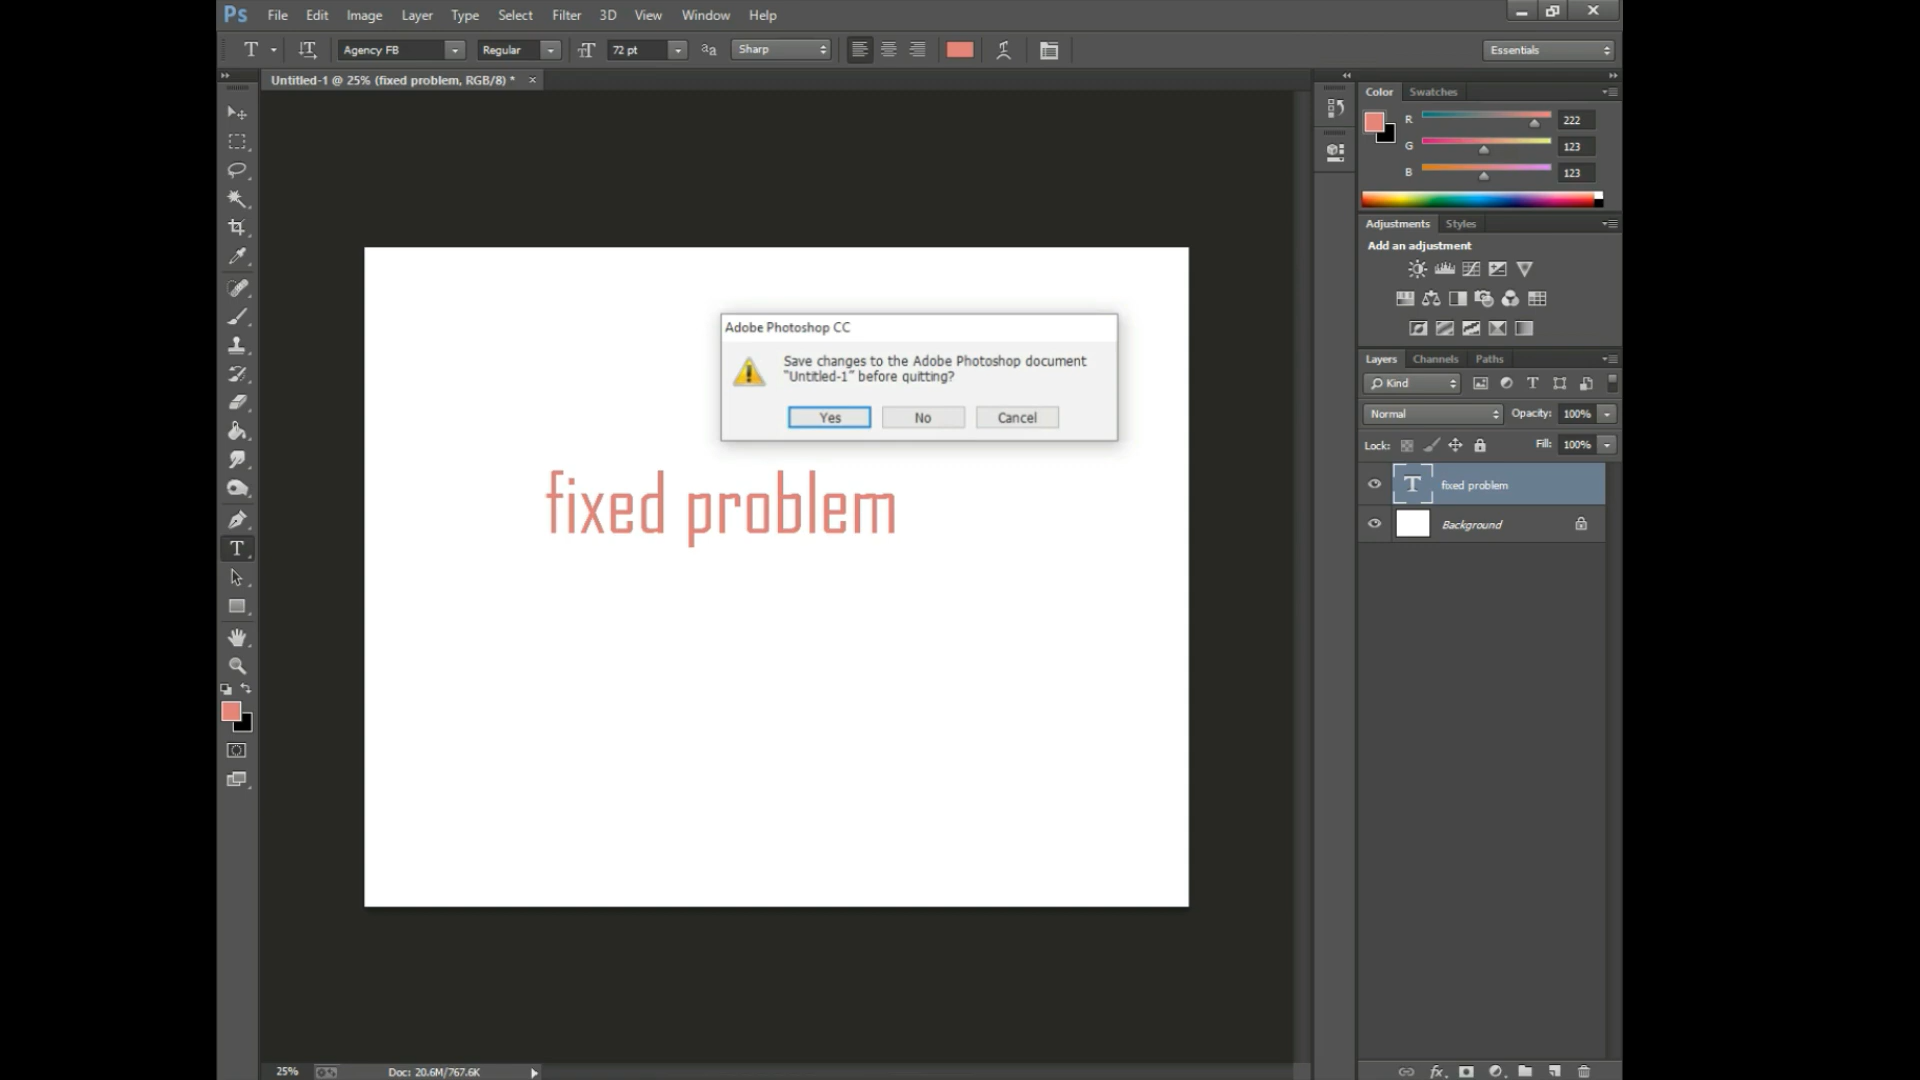 Ps File Edit Image Layer Type Select Filter 3D View Window Help
T Agency FB Regular 72 pt Sharp Essentials
Untitled-1 @ 25% (fixed problem, RGB/8) *
Color Swatches
R 222
G 123
B 123
Adjustments Styles
Add an adjustment
Adobe Photoshop CC
Save changes to the Adobe Photoshop document
"Untitled-1" before quitting?
Yes No Cancel
Layers Channels Paths
Kind
Normal Opacity: 100%
Lock: Fill: 100%
fixed problem
T fixed problem
Background
25% Doc: 20.6M/767.6K